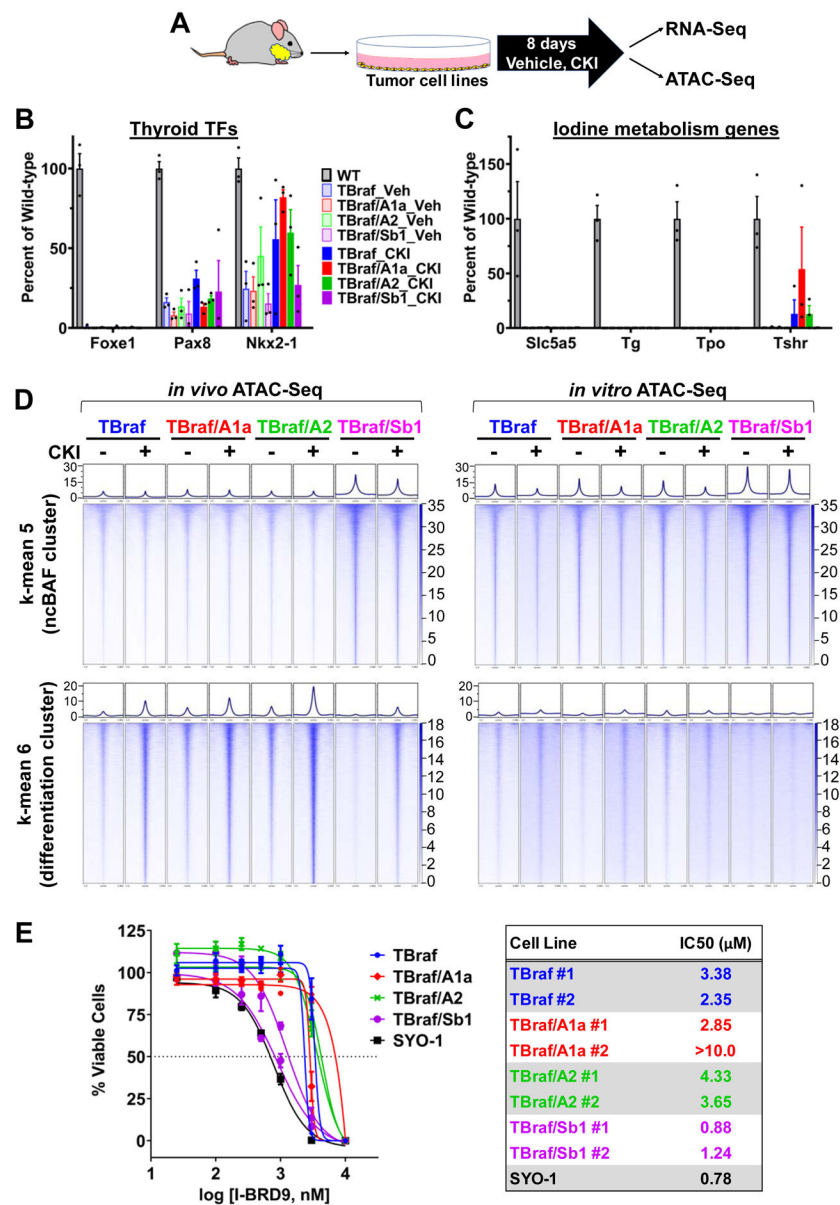 A
Tumor cell lines
8 days
Vehicle, CKI
RNA-Seq
ATAC-Seq
B
Thyroid TFs
Percent of Wild-type
100
50
0
Foxe1 Pax8 Nkx2-1
WT
TBraf_Veh
TBraf/A1a_Veh
TBraf/A2_Veh
TBraf/Sb1_Veh
TBraf_CKI
TBraf/A1a_CKI
TBraf/A2_CKI
TBraf/Sb1_CKI
C
Iodine metabolism genes
Percent of Wild-type
150
100
50
0
Slc5a5 Tg Tpo Tshr
D
in vivo ATAC-Seq
in vitro ATAC-Seq
TBraf TBraf/A1a TBraf/A2 TBraf/Sb1
TBraf TBraf/A1a TBraf/A2 TBraf/Sb1
CKI - + - + - + - +
- + - + - + - +
30
15
0
30
15
0
k-mean 5
(ncBAF cluster)
35
30
25
20
15
10
5
0
35
30
25
20
15
10
5
0
20
10
0
20
10
0
k-mean 6
(differentiation cluster)
18
16
14
12
10
8
6
4
2
0
18
16
14
12
10
8
6
4
2
0
E
% Viable Cells
125
100
75
50
25
0
1 2 3 4
log [I-BRD9, nM]
TBraf
TBraf/A1a
TBraf/A2
TBraf/Sb1
SYO-1
Cell Line IC50 (μM)
TBraf #1 3.38
TBraf #2 2.35
TBraf/A1a #1 2.85
TBraf/A1a #2 >10.0
TBraf/A2 #1 4.33
TBraf/A2 #2 3.65
TBraf/Sb1 #1 0.88
TBraf/Sb1 #2 1.24
SYO-1 0.78